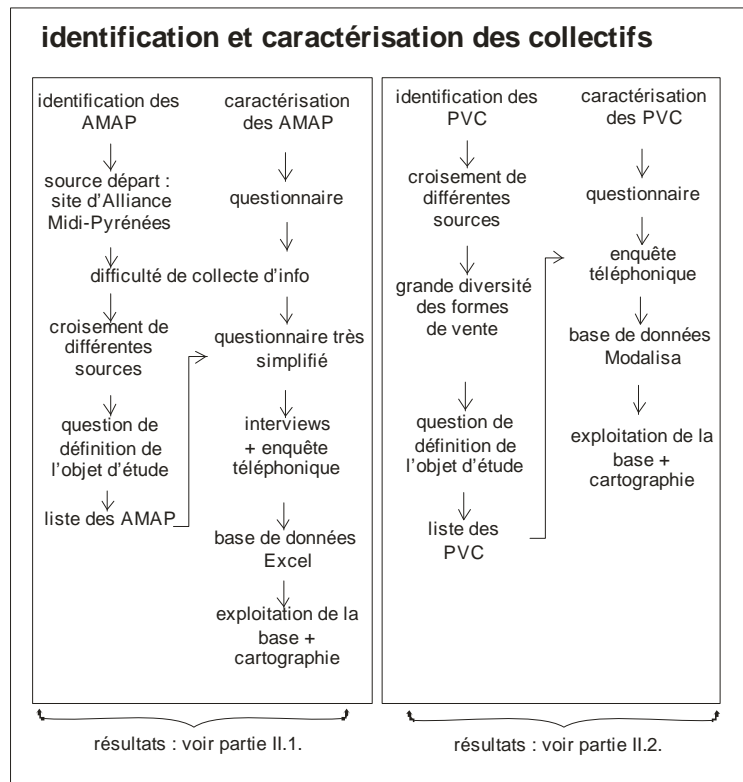 identification et caractérisation des collectifs
identification des
AMAP
source départ :
site d'Alliance
Midi-Pyrénées
difficulté de collecte d'info
croisement de
différentes
sources
question de
définition de
l'objet d'étude
liste des AMAP
caractérisation
des AMAP
questionnaire
questionnaire très
simplifié
interviews
+ enquête
téléphonique
base de données
Excel
exploitation de la
base +
cartographie
identification des
PVC
croisement de
différentes
sources
grande diversité
des formes
de vente
question de
définition de
l'objet d'étude
liste des
PVC
caractérisation
des PVC
questionnaire
enquête
téléphonique
base de données
Modalisa
exploitation de la
base +
cartographie
résultats : voir partie II.1.
résultats : voir partie II.2.